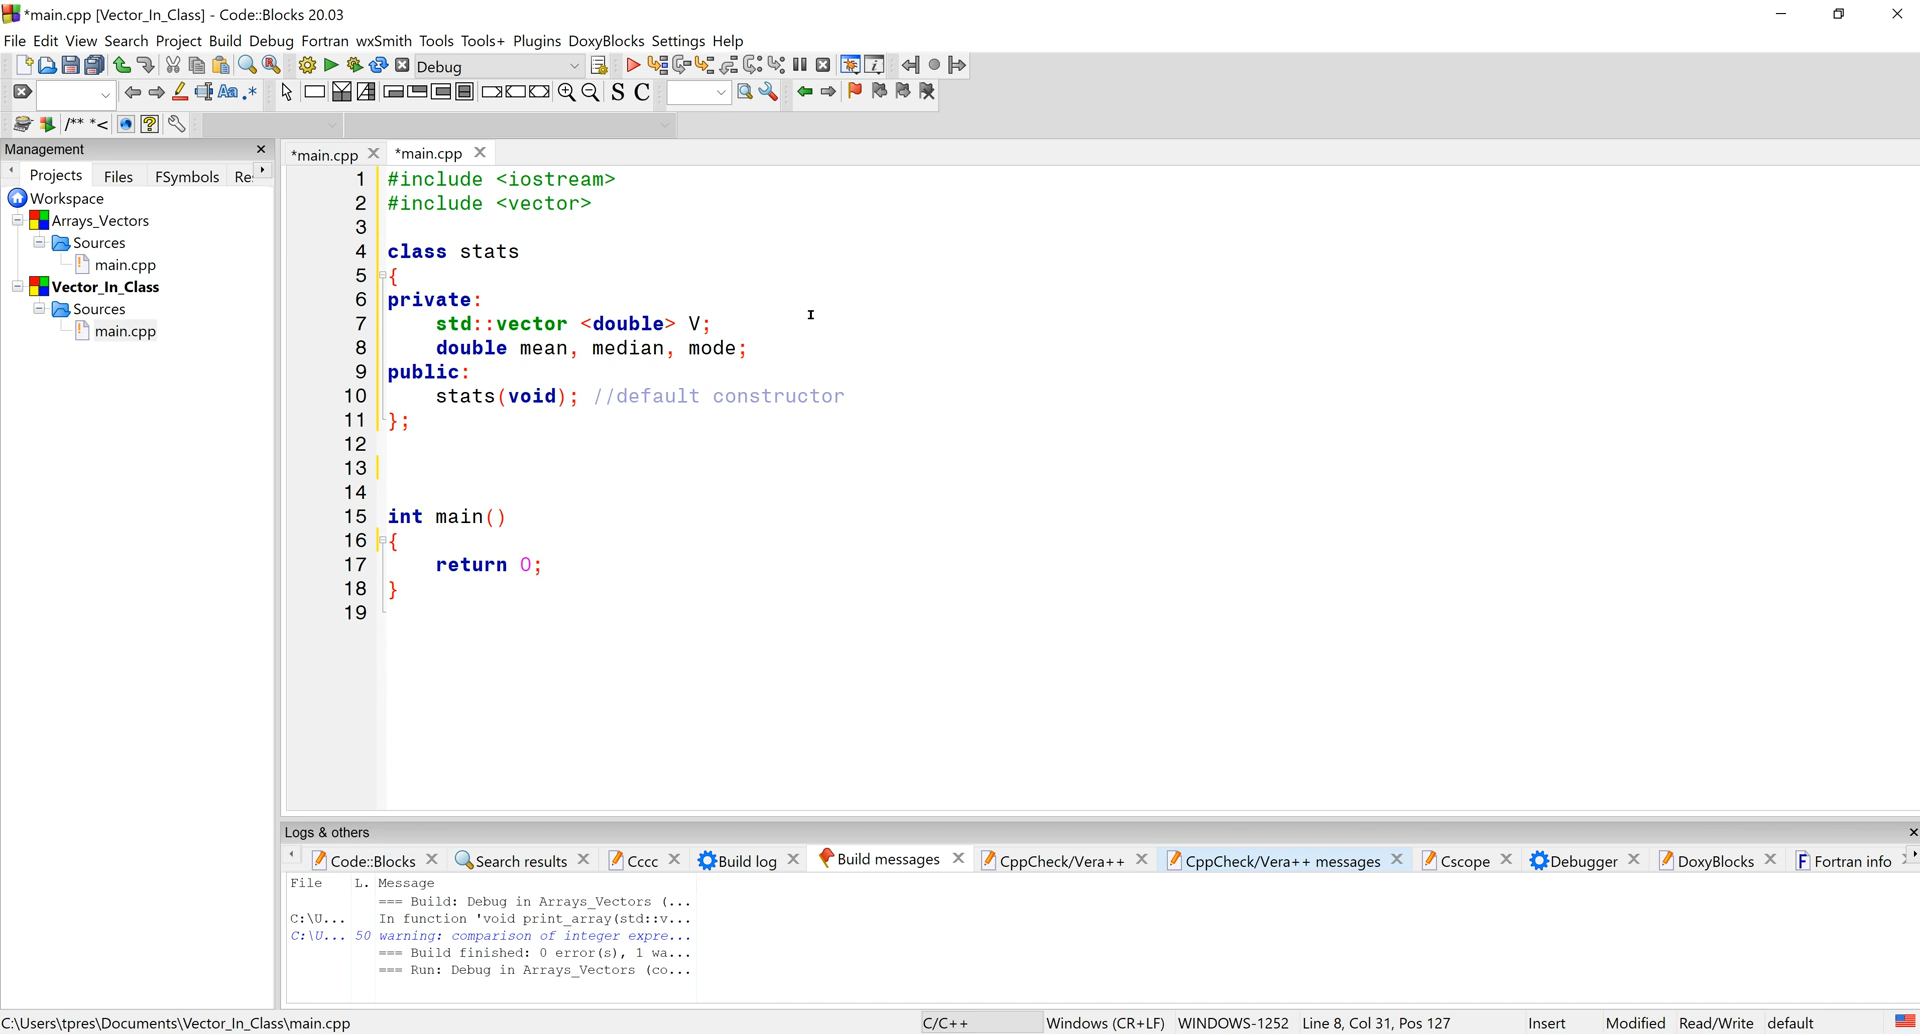 *main.cpp [Vector_In_Class] - Code::Blocks 20.03
File Edit View Search Project Build Debug Fortran wxSmith Tools Tools+ Plugins DoxyBlocks Settings Help
Debug
Aa .*
S C
/** *<
Management
Projects Files FSymbols Re
Workspace
Arrays_Vectors
Sources
main.cpp
Vector_In_Class
Sources
main.cpp
*main.cpp *main.cpp
1 #include <iostream>
2 #include <vector>
3
4 class stats
5 {
6 private:
7 std::vector <double> V;
8 double mean, median, mode;
9 public:
10 stats(void); //default constructor
11 };
12
13
14
15 int main()
16 {
17 return 0;
18 }
19
Logs & others
Code::Blocks Search results Cccc Build log Build messages CppCheck/Vera++ CppCheck/Vera++ messages Cscope Debugger DoxyBlocks Fortran info
File L. Message
=== Build: Debug in Arrays_Vectors (...
C:\U... In function 'void print_array(std::v...
C:\U... 50 warning: comparison of integer expre...
=== Build finished: 0 error(s), 1 wa...
=== Run: Debug in Arrays_Vectors (co...
C:\Users\tpres\Documents\Vector_In_Class\main.cpp C/C++ Windows (CR+LF) WINDOWS-1252 Line 8, Col 31, Pos 127 Insert Modified Read/Write default